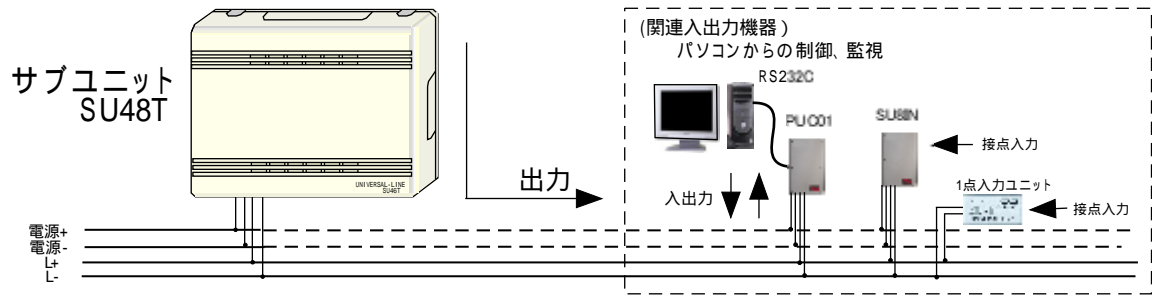 サブユニット
SU48T
UNIVERSAL-LINE
SU46T
出力
(関連入出力機器)
パソコンからの制御、監視
RS232C
PUC01
SU8IN
接点入力
入出力
1点入力ユニット
接点入力
電源+
電源-
L+
L-